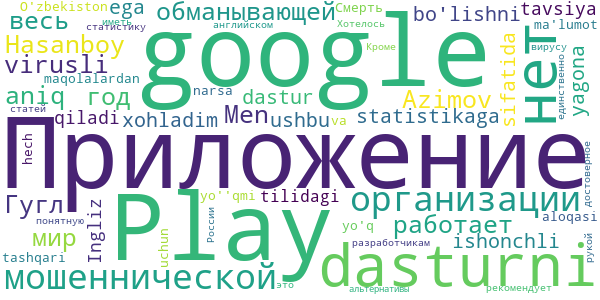 O'zbekiston ega обманывающей Смерть bo'lishni tavsiya
весь иметь английском Хотелось ma'lumot
статистику
Hasanboy google Кроме вирусу
virusli sifatida нет единственно yagona
maqolalardan narsa
aniq год dastur Azimov
статей qiladi xohladim Men ushbu va statistikaga
hech Приложение достоверное
Гугл Ingliz Play yo''qmi tilidagi организации
понятную yo'q работает aloqasi
мир uchun России разработчикам ishonchli рукой
tashqari dasturni
мошеннической это альтернативы рекомендует